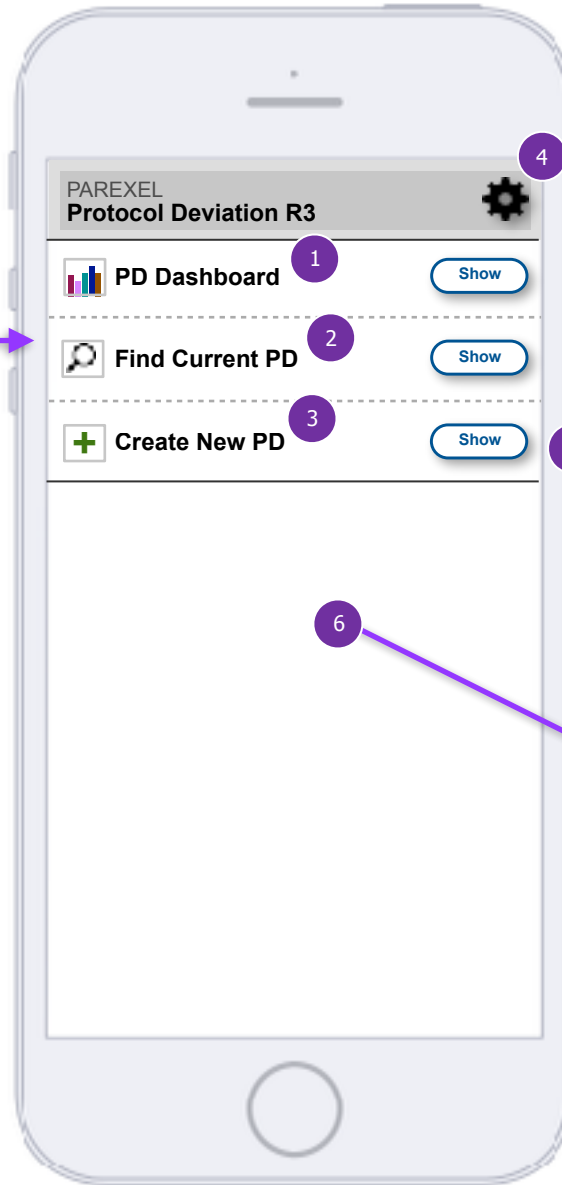 4
PAREXEL
Protocol Deviation R3
PD Dashboard 1 Show
Find Current PD 2 Show
Create New PD 3 Show
6